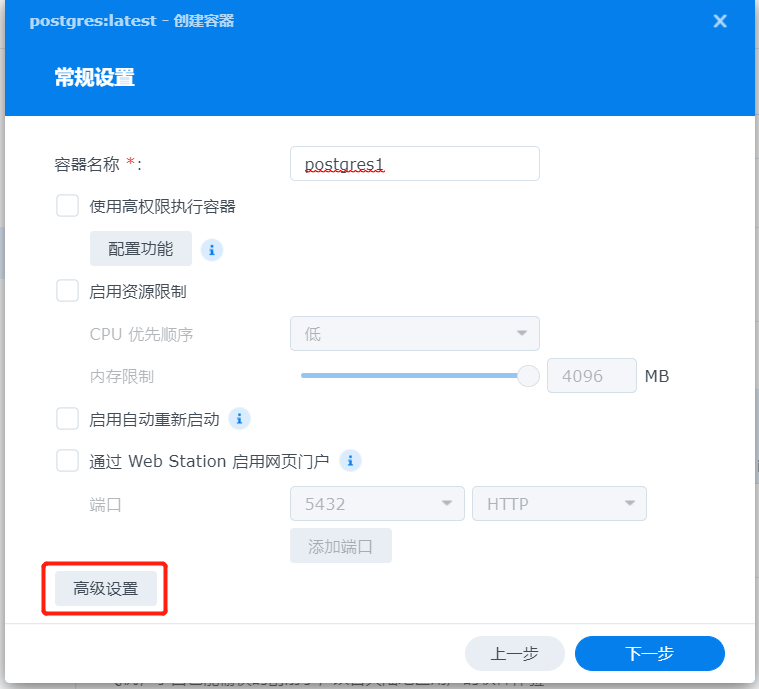 postgres:latest - 创建容器
常规设置
容器名称 *: postgres1
使用高权限执行容器
配置功能
启用资源限制
CPU 优先顺序 低
内存限制 4096 MB
启用自动重新启动
通过 Web Station 启用网页门户
端口 5432 HTTP
添加端口
高级设置
上一步 下一步